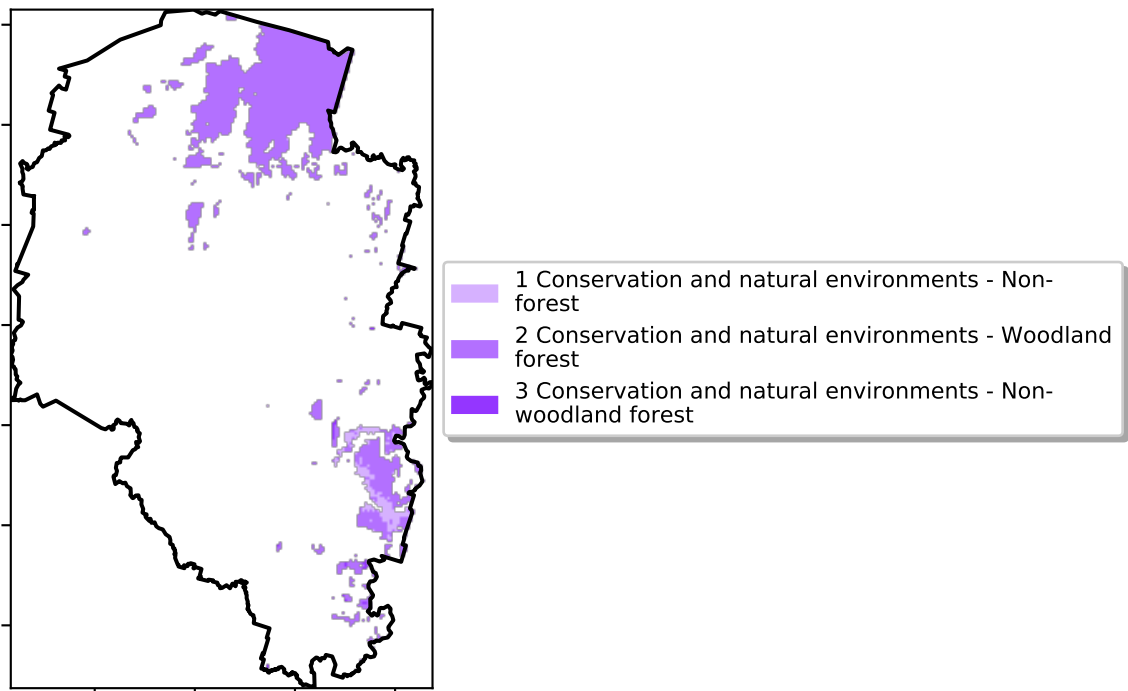 1 Conservation and natural environments - Non-
forest
2 Conservation and natural environments - Woodland
forest
3 Conservation and natural environments - Non-
woodland forest